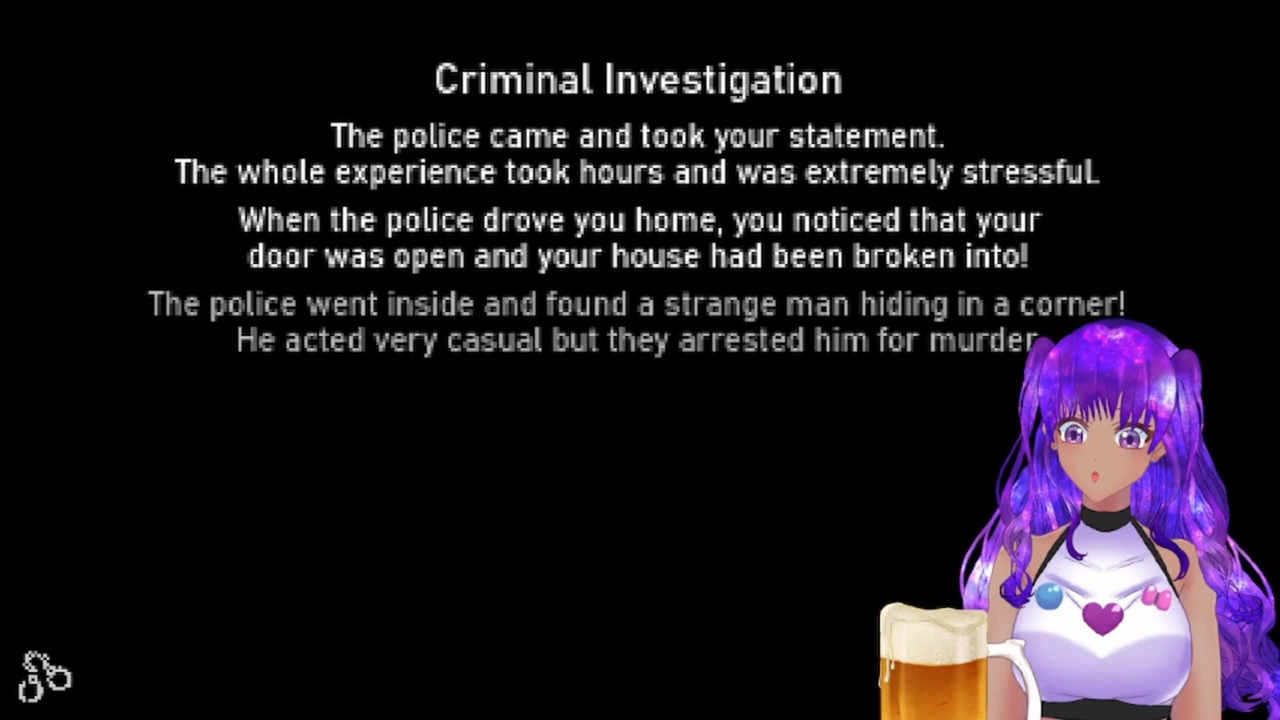 Criminal Investigation
The police came and took your statement.
The whole experience took hours and was extremely stressful.
When the police drove you home, you noticed that your
door was open and your house had been broken into!
The police went inside and found a strange man hiding in a corner!
He acted very casual but they arrested him for murder